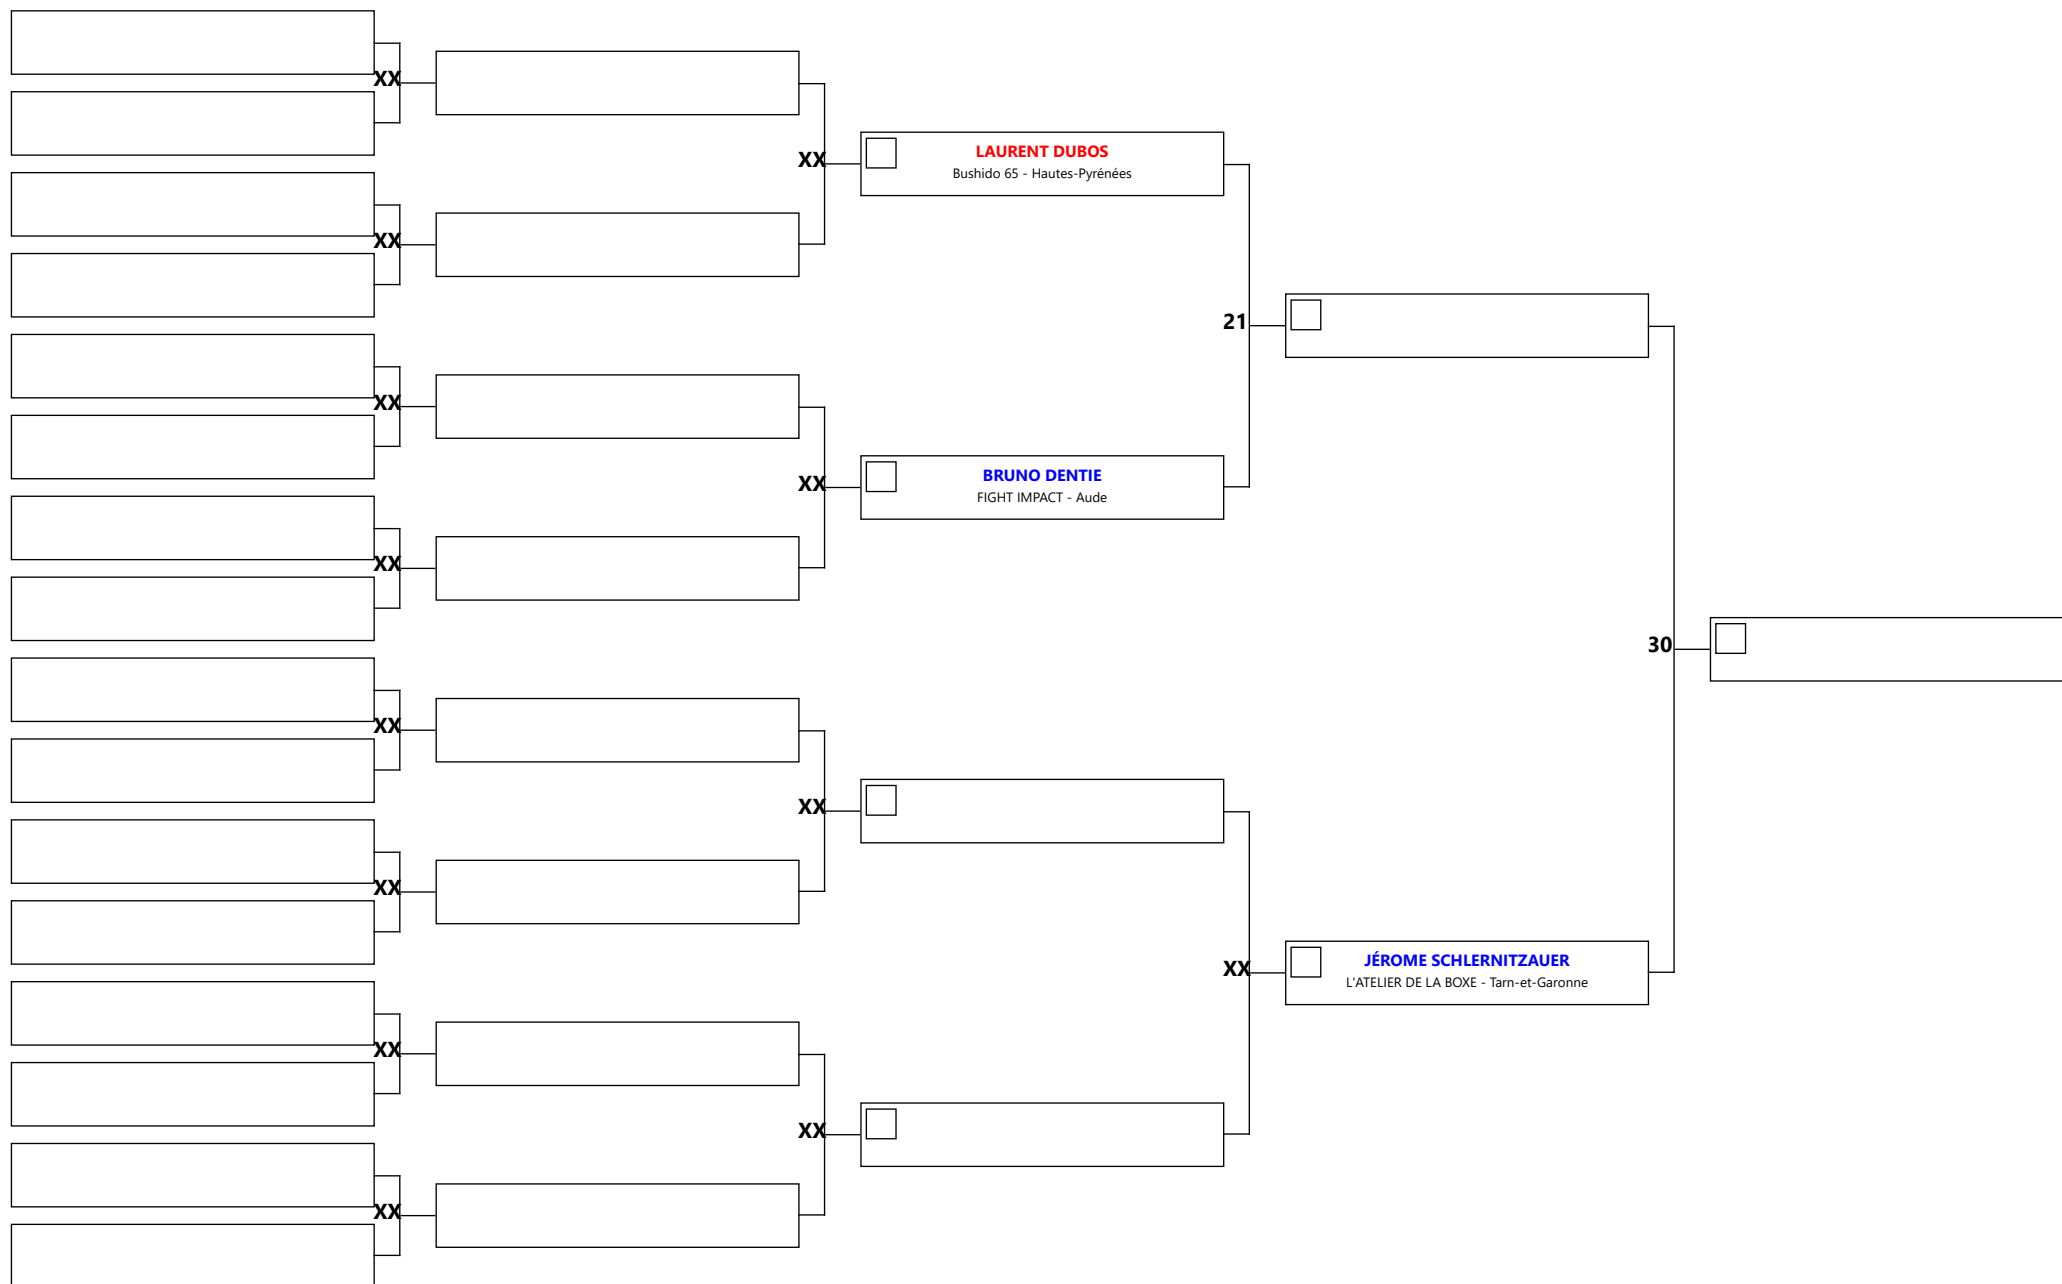 XX
XX
LAURENT DUBOS
Bushido 65 - Hautes-Pyrénées
XX
21
XX
XX
BRUNO DENTIE
FIGHT IMPACT - Aude
XX
30
XX
XX
XX
JÉROME SCHLERNITZAUER
L'ATELIER DE LA BOXE - Tarn-et-Garonne
XX
XX
XX
XX